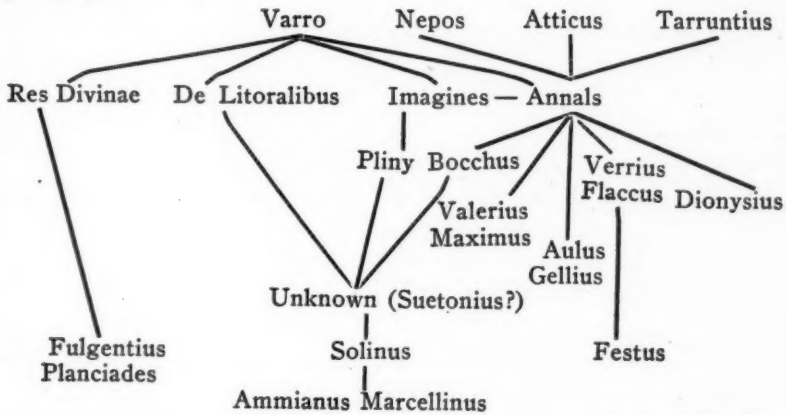 Varro Nepos Atticus Tarruntius
Res Divinae De Litoralibus Imagines — Annals
Pliny Bocchus Verrius
Flaccus Dionysius
Valerius
Maximus
Aulus
Gellius
Unknown (Suetonius?)
Fulgentius
Planciades
Solinus
Festus
Ammianus Marcellinus